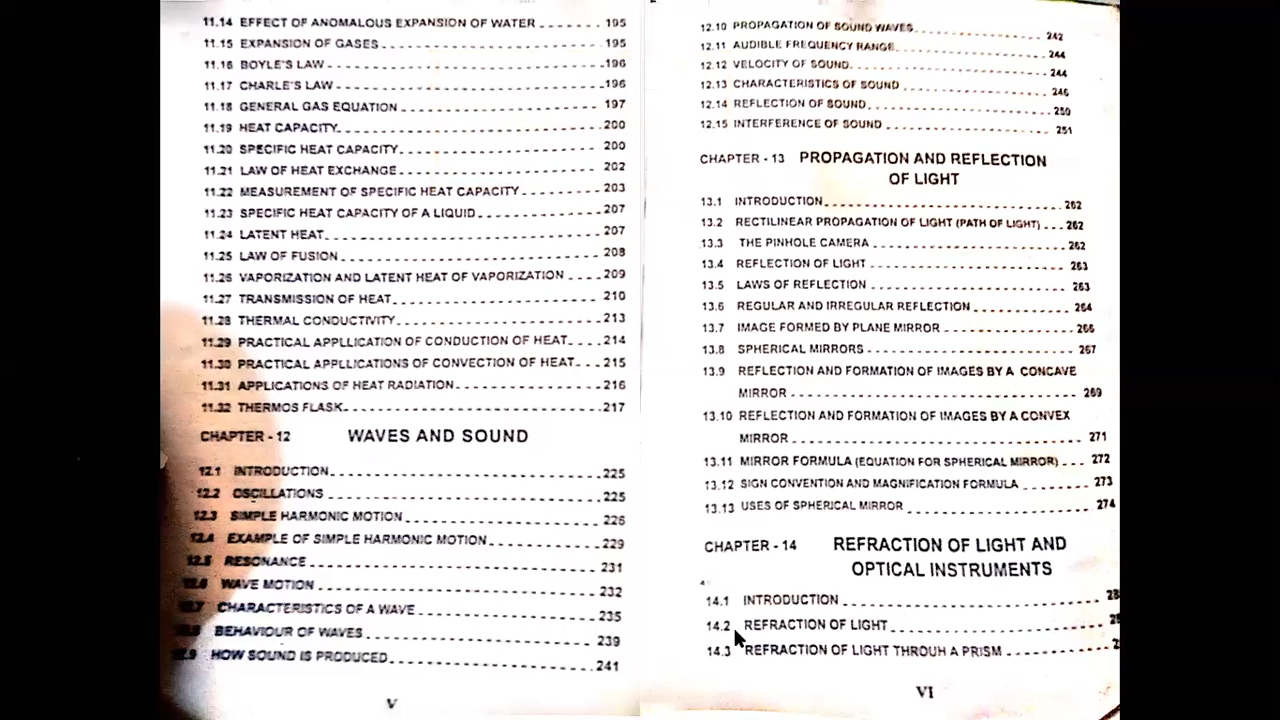 11.14 EFFECT OF ANOMALOUS EXPANSION OF WATER 195
11.15 EXPANSION OF GASES 195
11.16 BOYLE'S LAW 196
11.17 CHARLE'S LAW 196
11.18 GENERAL GAS EQUATION 197
11.19 HEAT CAPACITY 200
11.20 SPECIFIC HEAT CAPACITY 200
11.21 LAW OF HEAT EXCHANGE 202
11.22 MEASUREMENT OF SPECIFIC HEAT CAPACITY 203
11.23 SPECIFIC HEAT CAPACITY OF A LIQUID 207
11.24 LATENT HEAT 207
11.25 LAW OF FUSION 208
11.26 VAPORIZATION AND LATENT HEAT OF VAPORIZATION 209
11.27 TRANSMISSION OF HEAT 210
11.28 THERMAL CONDUCTIVITY 213
11.29 PRACTICAL APPLLICATION OF CONDUCTION OF HEAT 214
11.30 PRACTICAL APPLLICATIONS OF CONVECTION OF HEAT 215
11.31 APPLICATIONS OF HEAT RADIATION 216
11.32 THERMOS FLASK 217
CHAPTER - 12 WAVES AND SOUND
12.1 INTRODUCTION 225
12.2 OSCILLATIONS 225
12.3 SIMPLE HARMONIC MOTION 226
12.4 EXAMPLE OF SIMPLE HARMONIC MOTION 229
12.5 RESONANCE 231
12.6 WAVE MOTION 232
12.7 CHARACTERISTICS OF A WAVE 235
12.8 BEHAVIOUR OF WAVES 239
12.9 HOW SOUND IS PRODUCED 241
V
12.10 PROPAGATION OF SOUND WAVES 242
12.11 AUDIBLE FREQUENCY RANGE 244
12.12 VELOCITY OF SOUND 244
12.13 CHARACTERISTICS OF SOUND 246
12.14 REFLECTION OF SOUND 250
12.15 INTERFERENCE OF SOUND 251
CHAPTER - 13 PROPAGATION AND REFLECTION
OF LIGHT
13.1 INTRODUCTION 262
13.2 RECTILINEAR PROPAGATION OF LIGHT (PATH OF LIGHT) 262
13.3 THE PINHOLE CAMERA 262
13.4 REFLECTION OF LIGHT 263
13.5 LAWS OF REFLECTION 263
13.6 REGULAR AND IRREGULAR REFLECTION 264
13.7 IMAGE FORMED BY PLANE MIRROR 266
13.8 SPHERICAL MIRRORS 267
13.9 REFLECTION AND FORMATION OF IMAGES BY A CONCAVE
MIRROR 269
13.10 REFLECTION AND FORMATION OF IMAGES BY A CONVEX
MIRROR 271
13.11 MIRROR FORMULA (EQUATION FOR SPHERICAL MIRROR) 272
13.12 SIGN CONVENTION AND MAGNIFICATION FORMULA 273
13.13 USES OF SPHERICAL MIRROR 274
CHAPTER - 14 REFRACTION OF LIGHT AND
OPTICAL INSTRUMENTS
14.1 INTRODUCTION
14.2 REFRACTION OF LIGHT
14.3 REFRACTION OF LIGHT THROUH A PRISM
VI